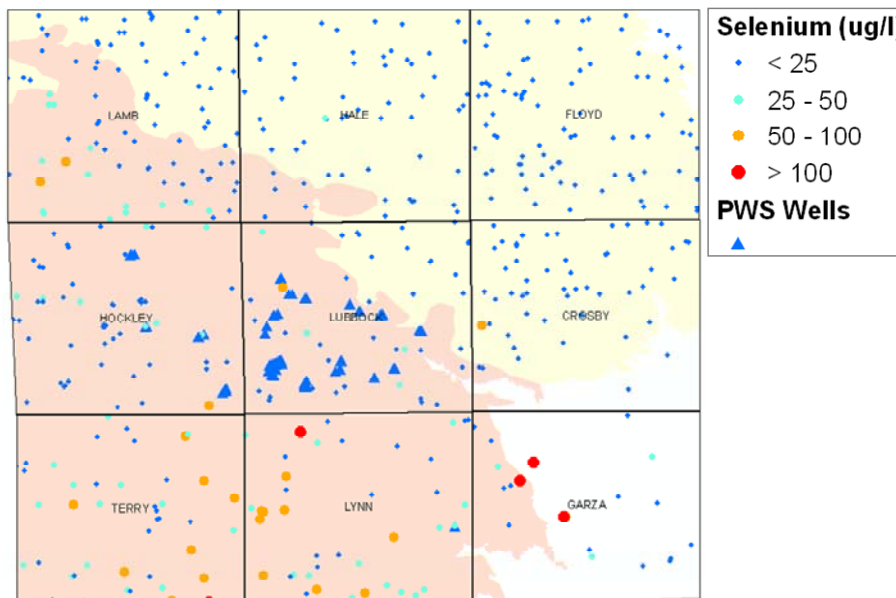 Selenium (ug/l
< 25
25 - 50
50 - 100
> 100
PWS Wells
LAMB
HALE
FLOYD
HOCKLEY
LUBBOCK
CROSBY
TERRY
LYNN
GARZA